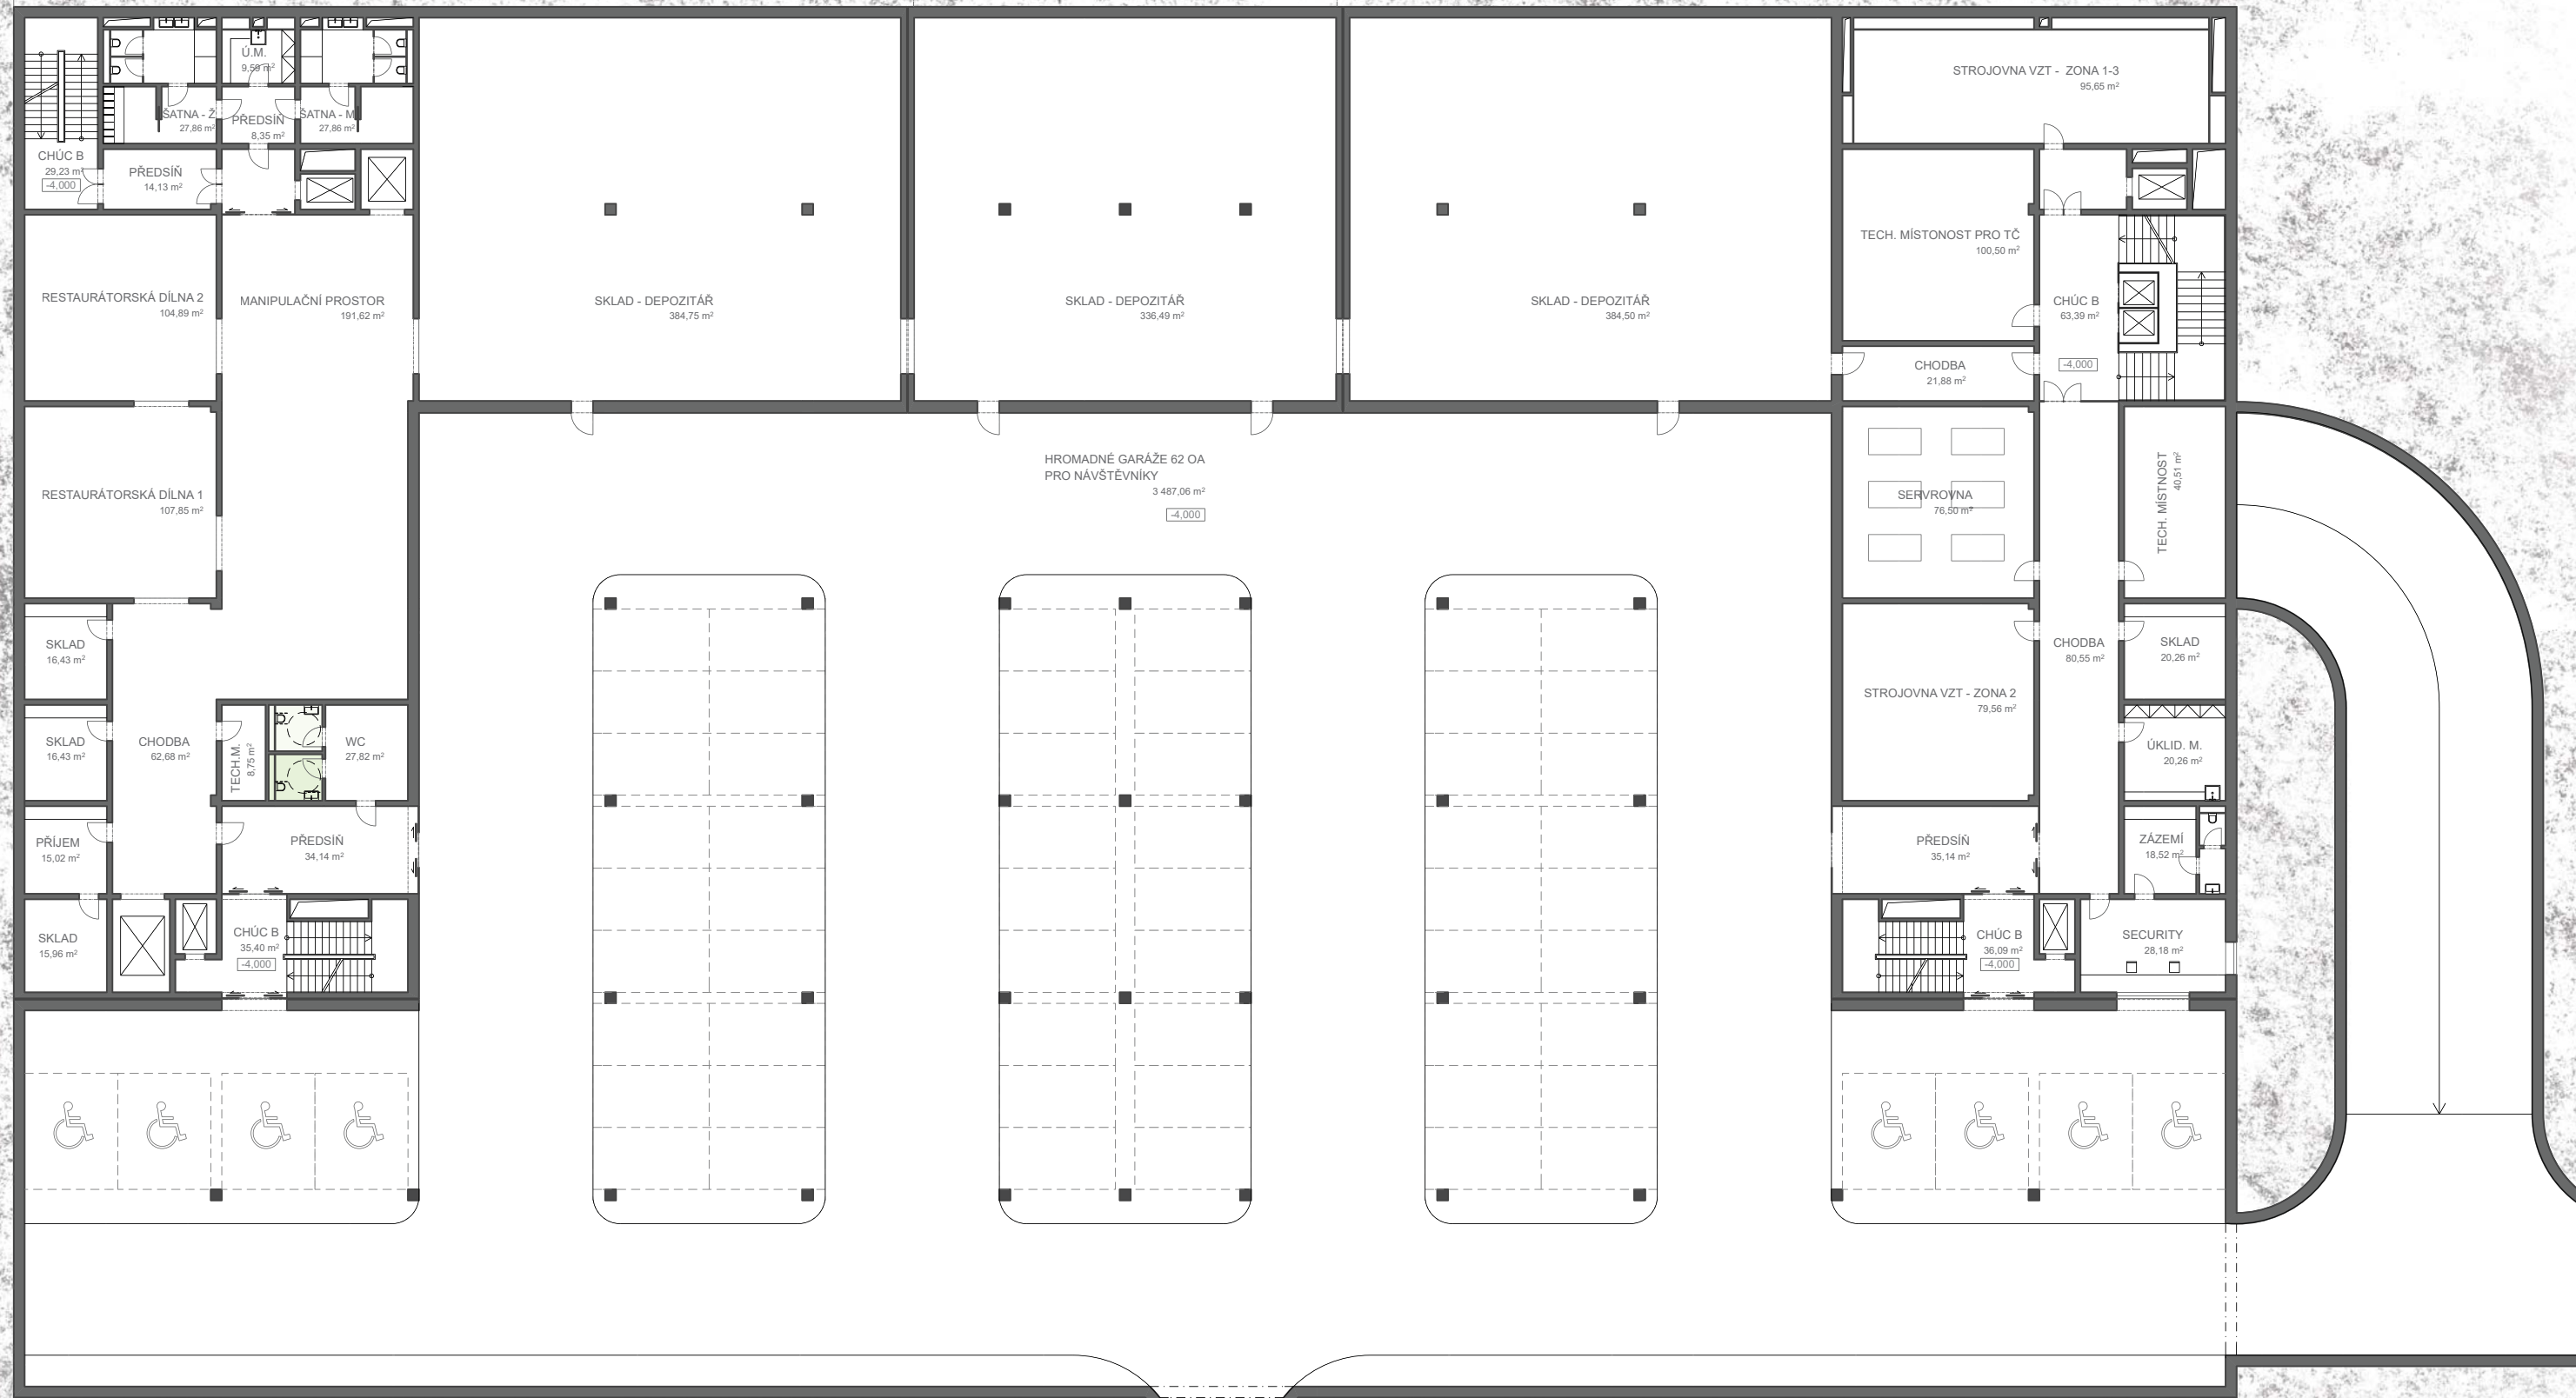 Ú.M.
9,59 m²
ŠATNA - Ž
27,86 m²
PŘEDSÍŇ
8,35 m²
ŠATNA - M
27,86 m²
CHÚC B
29,23 m²
-4,000
PŘEDSÍŇ
14,13 m²
RESTAURÁTORSKÁ DÍLNA 2
104,89 m²
MANIPULAČNÍ PROSTOR
191,62 m²
SKLAD - DEPOZITÁŘ
384,75 m²
SKLAD - DEPOZITÁŘ
336,49 m²
SKLAD - DEPOZITÁŘ
384,50 m²
STROJOVNA VZT - ZONA 1-3
95,65 m²
TECH. MÍSTONOST PRO TČ
100,50 m²
CHÚC B
63,39 m²
-4,000
CHODBA
21,88 m²
RESTAURÁTORSKÁ DÍLNA 1
107,85 m²
HROMADNÉ GARÁŽE 62 OA
PRO NÁVŠTĚVNÍKY
3 487,06 m²
-4,000
SERVROVNA
76,50 m²
TECH. MÍSTNOST
40,51 m²
SKLAD
16,43 m²
CHODBA
80,55 m²
SKLAD
20,26 m²
STROJOVNA VZT - ZONA 2
79,56 m²
SKLAD
16,43 m²
CHODBA
62,68 m²
TECH.M.
8,75 m²
WC
27,82 m²
ÚKLID. M.
20,26 m²
PŘÍJEM
15,02 m²
PŘEDSÍŇ
34,14 m²
PŘEDSÍŇ
35,14 m²
ZÁZEMÍ
18,52 m²
SKLAD
15,96 m²
CHÚC B
35,40 m²
-4,000
CHÚC B
36,09 m²
-4,000
SECURITY
28,18 m²